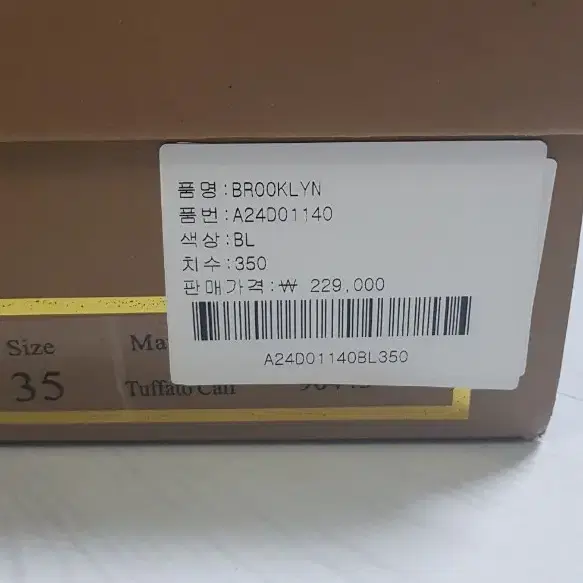 품명:BROOKLYN
품번:A24D01140
색상:BL
치수:350
판매가격:₩ 229,000
A24D01140BL350
Size
35
Tuffato Calf